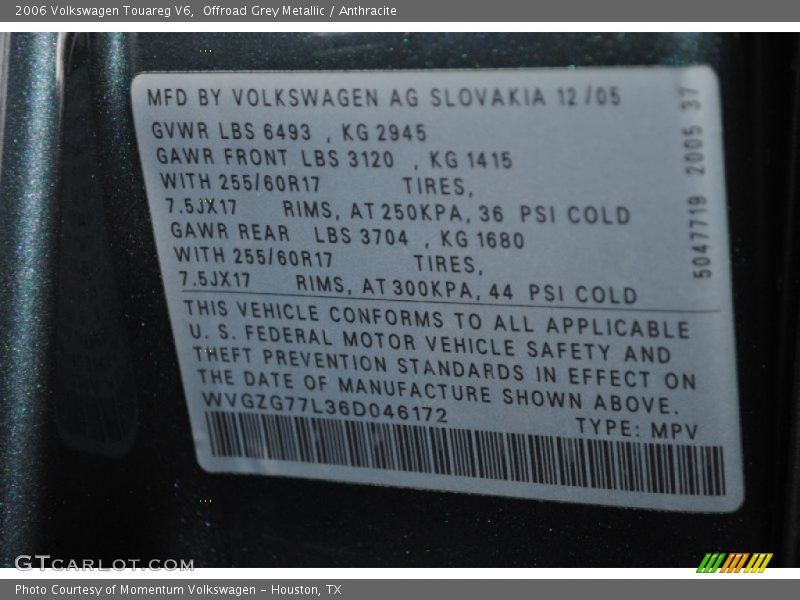 2006 Volkswagen Touareg V6, Offroad Grey Metallic / Anthracite
MFD BY VOLKSWAGEN AG SLOVAKIA 12/05
GVWR LBS 6493 , KG 2945
GAWR FRONT LBS 3120 , KG 1415
WITH 255/60R17 TIRES,
7.5JX17 RIMS, AT 250KPA, 36 PSI COLD
GAWR REAR LBS 3704 , KG 1680
WITH 255/60R17 TIRES,
7.5JX17 RIMS, AT 300KPA, 44 PSI COLD
5047719 2005 37
THIS VEHICLE CONFORMS TO ALL APPLICABLE
U. S. FEDERAL MOTOR VEHICLE SAFETY AND
THEFT PREVENTION STANDARDS IN EFFECT ON
THE DATE OF MANUFACTURE SHOWN ABOVE.
WVGZG77L36D046172
TYPE: MPV
GTCARLOT.COM
Photo Courtesy of Momentum Volkswagen - Houston, TX